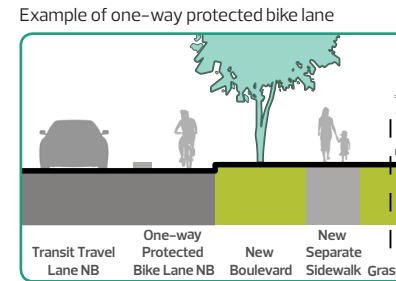 Example of one-way protected bike lane
Transit Travel
Lane NB
One-way
Protected
Bike Lane NB
New
Boulevard
New
Separate
Sidewalk